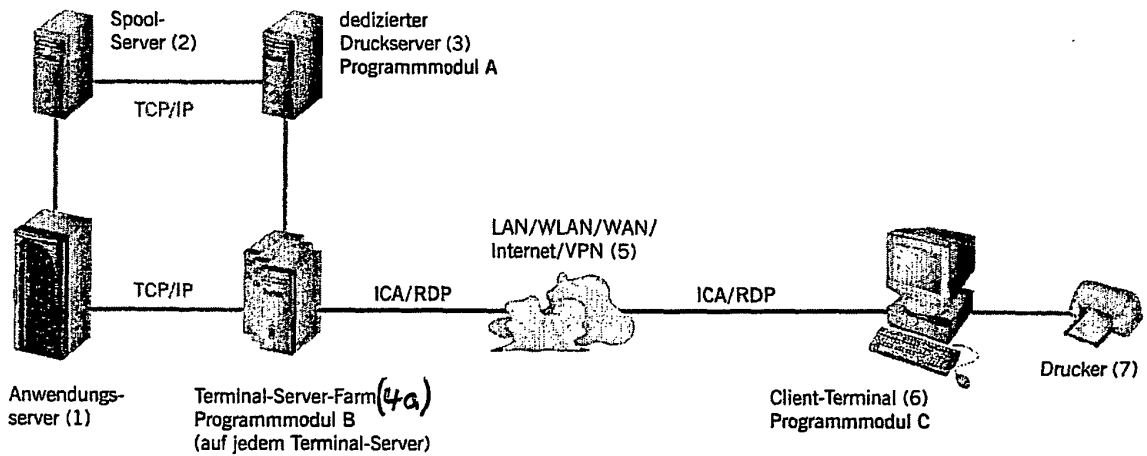 Spool-
Server (2)
dedizierter
Druckserver (3)
Programmmodul A
TCP/IP
LAN/WLAN/WAN/
Internet/VPN (5)
TCP/IP
ICA/RDP
ICA/RDP
Anwendungs-
server (1)
Terminal-Server-Farm (4a)
Programmmodul B
(auf jedem Terminal-Server)
Client-Terminal (6)
Programmmodul C
Drucker (7)